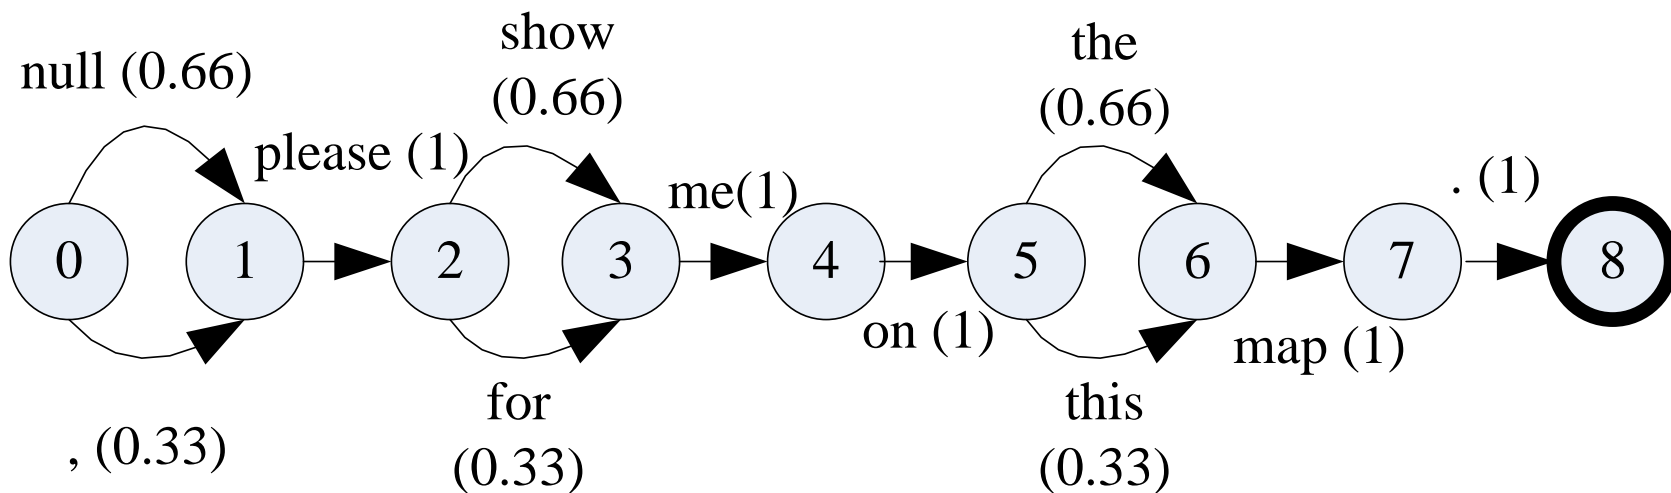 show
the
null (0.66)
(0.66)
(0.66)
please (1)
me(1)
. (1)
0 1 2 3 4 5 6 7 8
on (1)
map (1)
for
this
, (0.33)
(0.33)
(0.33)